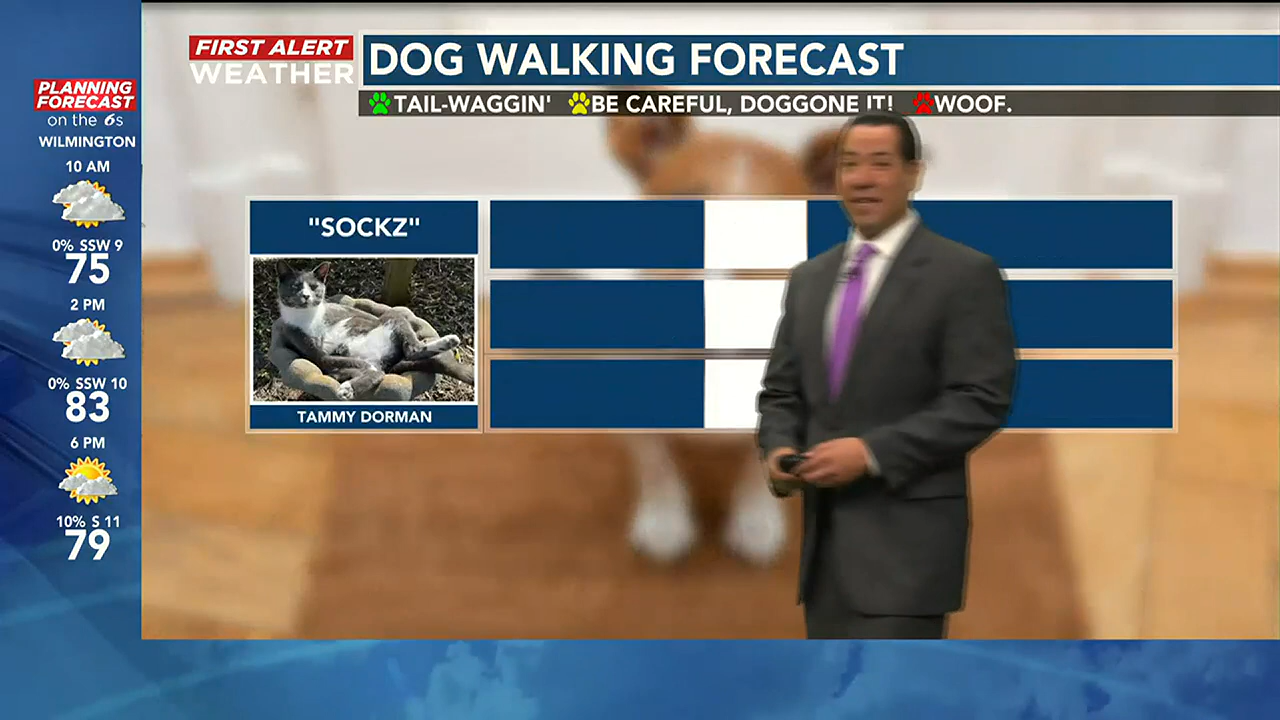 FIRST ALERT
WEATHER
DOG WALKING FORECAST
TAIL-WAGGIN' BE CAREFUL, DOGGONE IT! WOOF.
PLANNING
FORECAST
on the 6s
WILMINGTON
10 AM
0% SSW 9
75
2 PM
0% SSW 10
83
6 PM
10% S 11
79
"SOCKZ"
TAMMY DORMAN